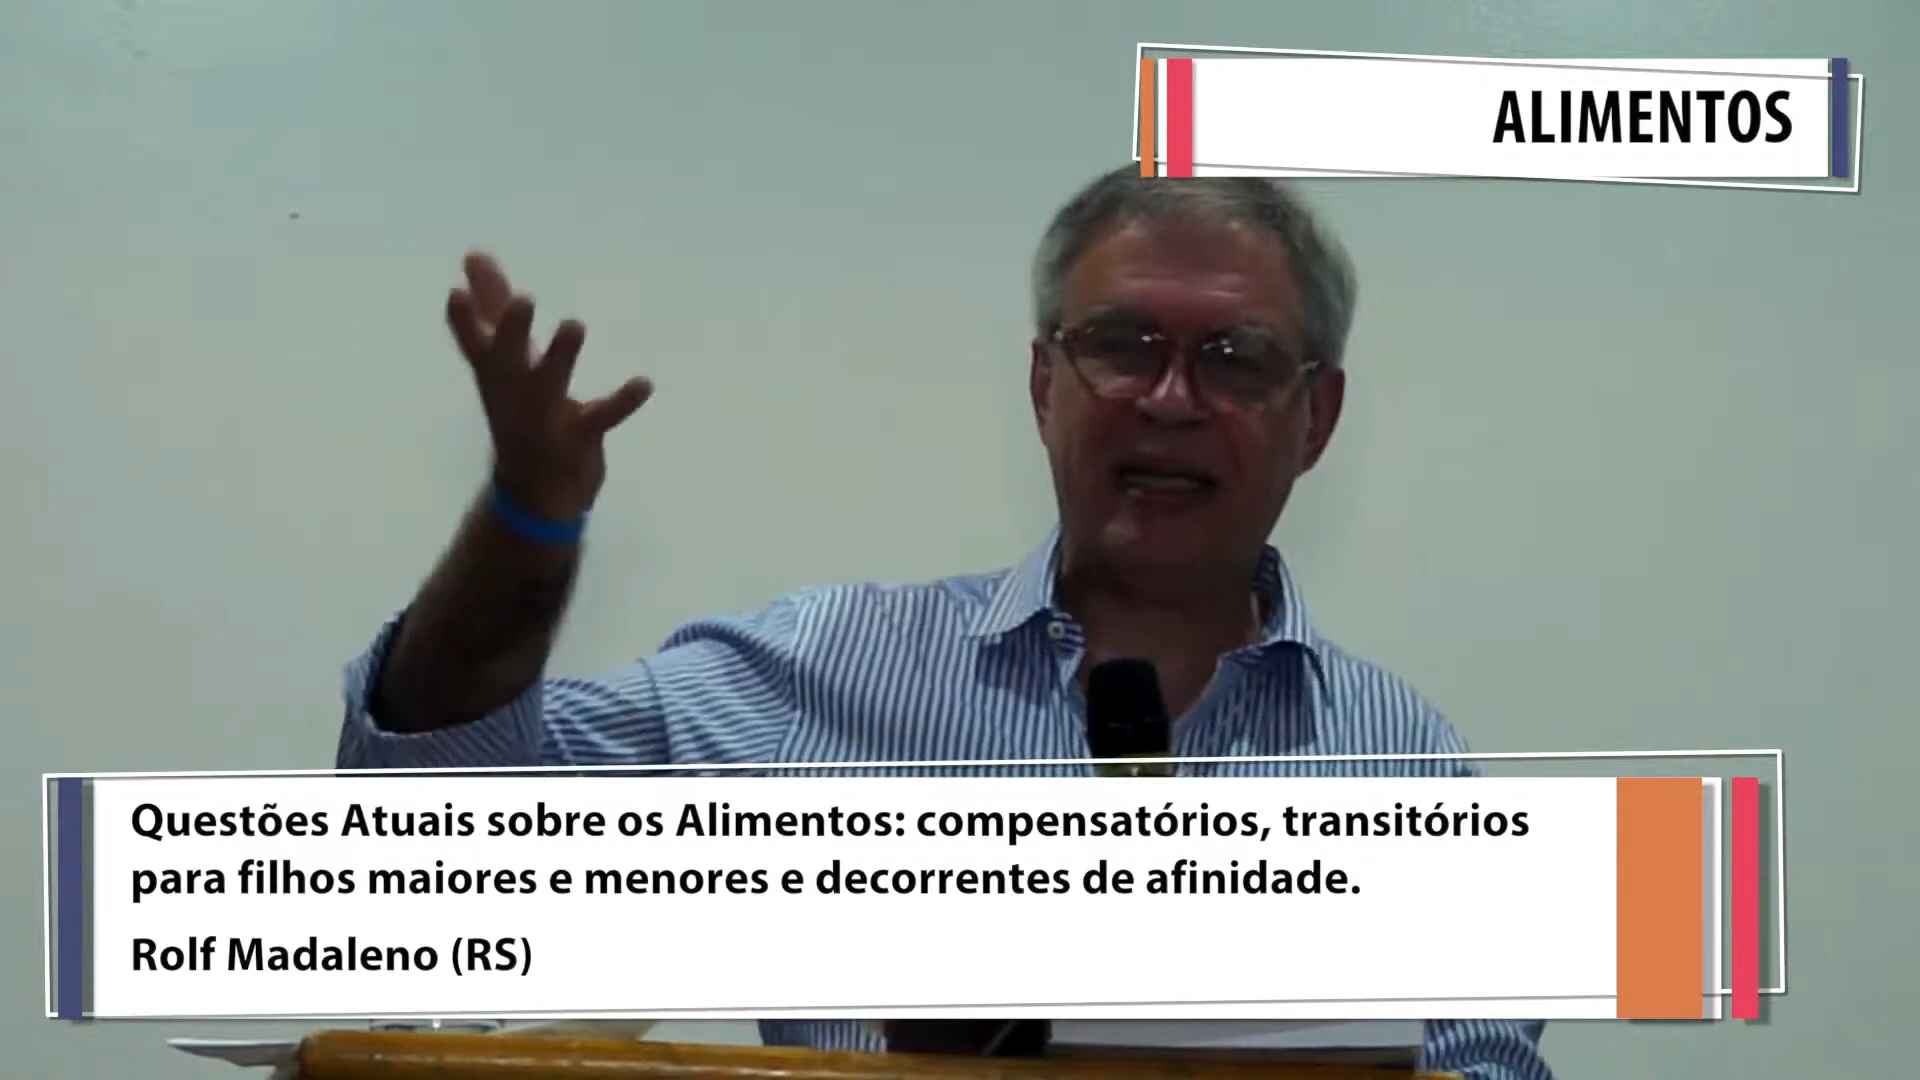 ALIMENTOS
Questões Atuais sobre os Alimentos: compensatórios, transitórios
para filhos maiores e menores e decorrentes de afinidade.
Rolf Madaleno (RS)